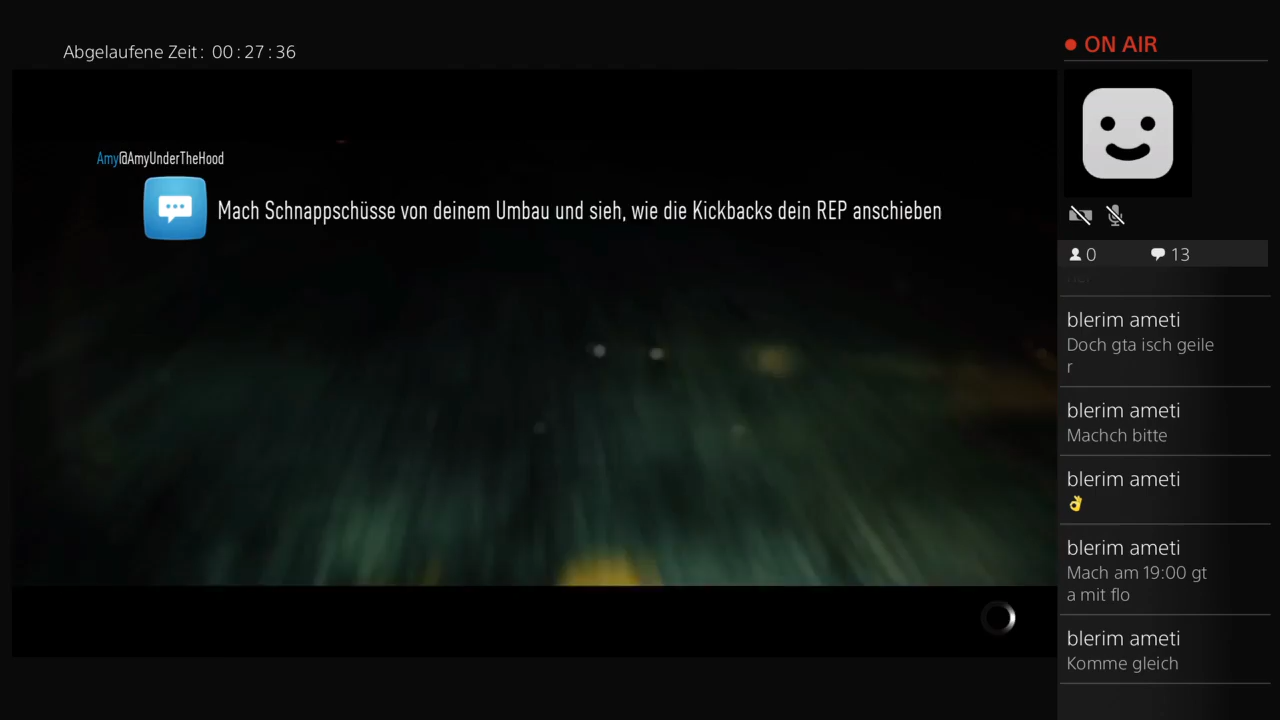 Abgelaufene Zeit: 00:27:36
ON AIR
Amy@AmyUnderTheHood
Mach Schnappschüsse von deinem Umbau und sieh, wie die Kickbacks dein REP anschieben
0 13
blerim ameti
Doch gta isch geile
r
blerim ameti
Machch bitte
blerim ameti
👌
blerim ameti
Mach am 19:00 gt
a mit flo
blerim ameti
Komme gleich